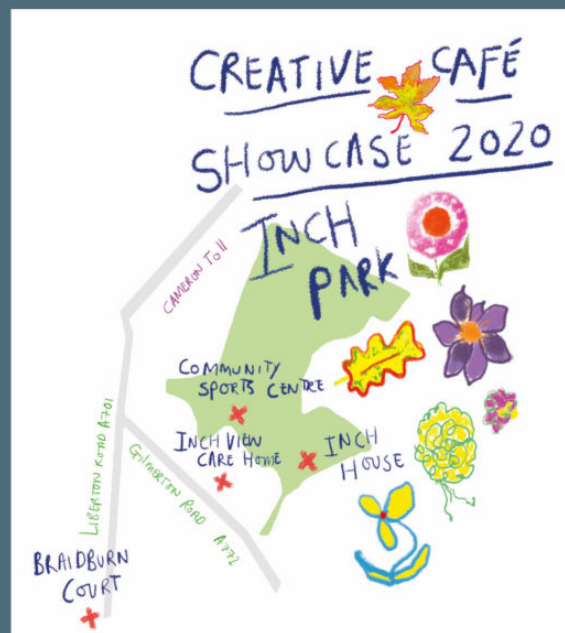 CREATIVE CAFÉ
SHOWCASE 2020
INCH
PARK
CAMERON Toll
COMMUNITY
SPORTS CENTRE
INCH VIEW
CARE HOME
INCH
HOUSE
LIBERTON ROAD A701
GILMERTON ROAD A772
BRAIDBURN
COURT